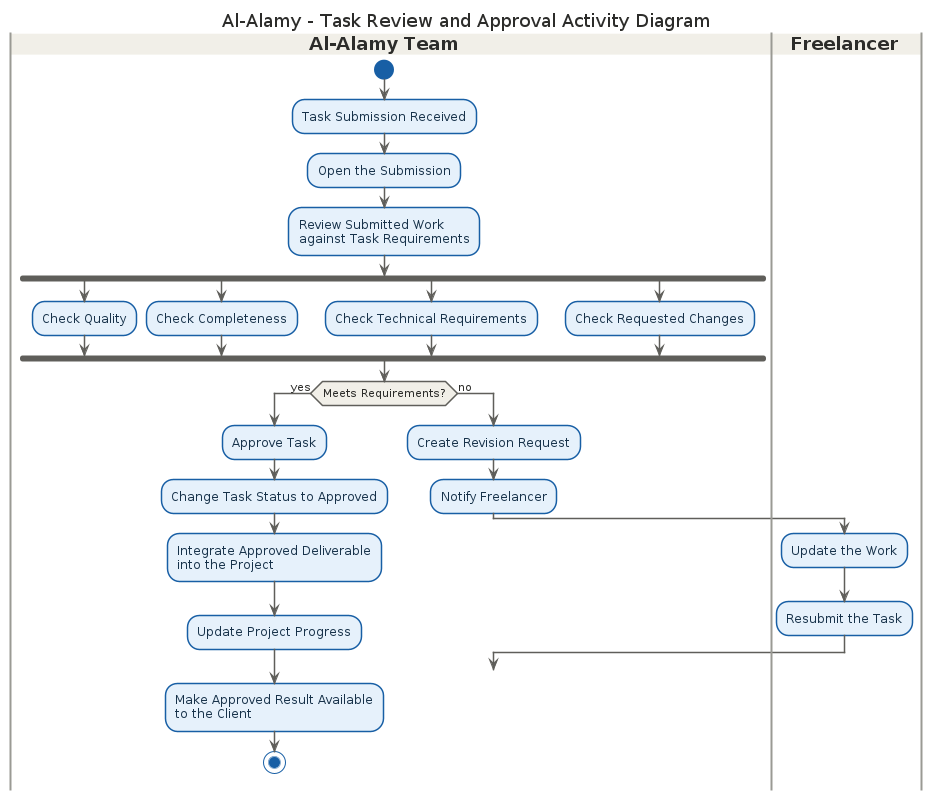 Al-Alamy - Task Review and Approval Activity Diagram
Al-Alamy Team
Freelancer
Task Submission Received
Open the Submission
Review Submitted Work
against Task Requirements
Check Quality
Check Completeness
Check Technical Requirements
Check Requested Changes
yes
Meets Requirements?
no
Approve Task
Create Revision Request
Change Task Status to Approved
Notify Freelancer
Integrate Approved Deliverable
into the Project
Update the Work
Update Project Progress
Resubmit the Task
Make Approved Result Available
to the Client